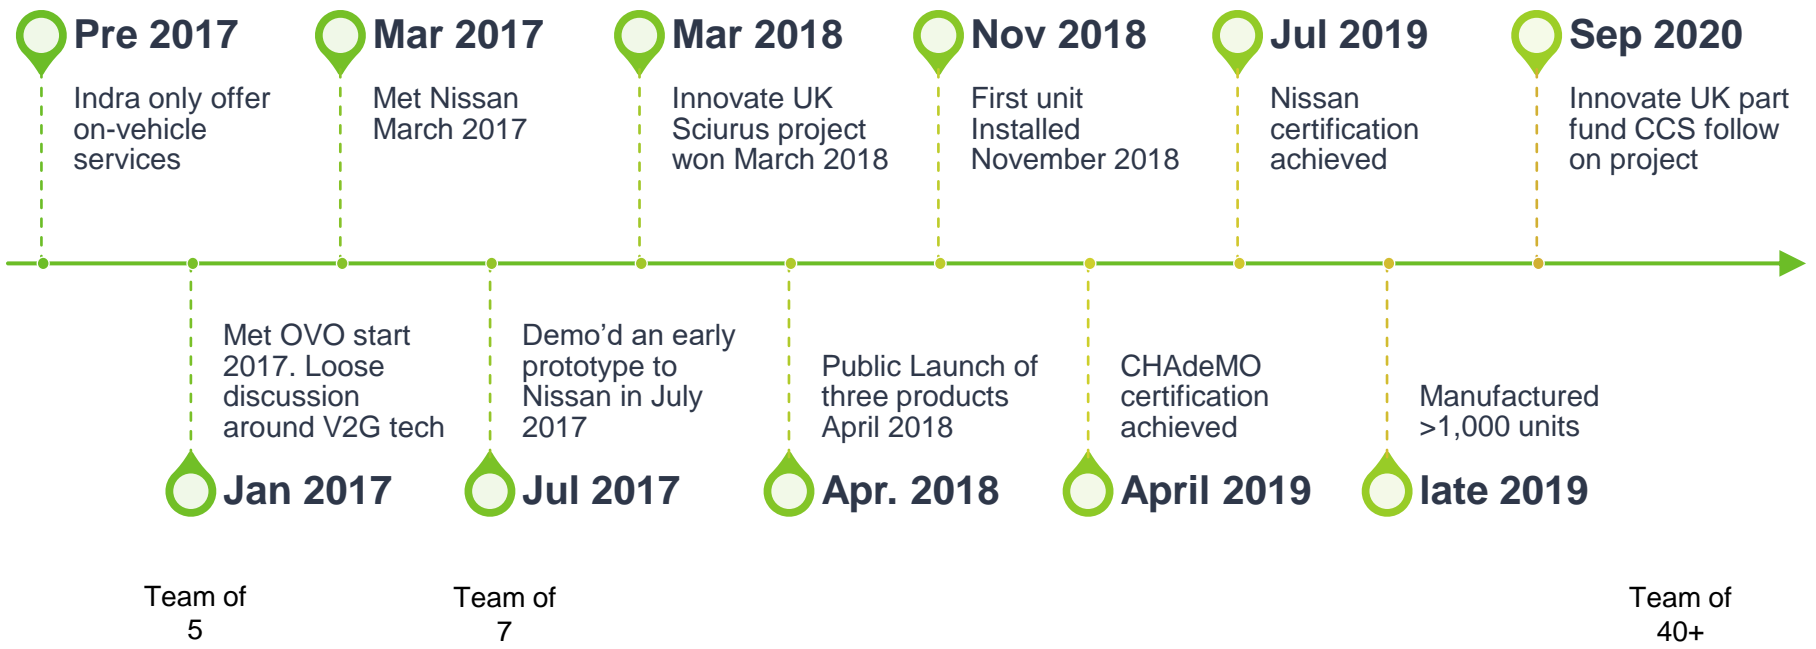 Pre 2017
Indra only offer
on-vehicle
services
Mar 2017
Met Nissan
March 2017
Mar 2018
Innovate UK
Sciurus project
won March 2018
Nov 2018
First unit
Installed
November 2018
Jul 2019
Nissan
certification
achieved
Sep 2020
Innovate UK part
fund CCS follow
on project
Met OVO start
2017. Loose
discussion
around V2G tech
Jan 2017
Demo’d an early
prototype to
Nissan in July
2017
Jul 2017
Public Launch of
three products
April 2018
Apr. 2018
CHAdeMO
certification
achieved
April 2019
Manufactured
>1,000 units
late 2019
Team of
5
Team of
7
Team of
40+